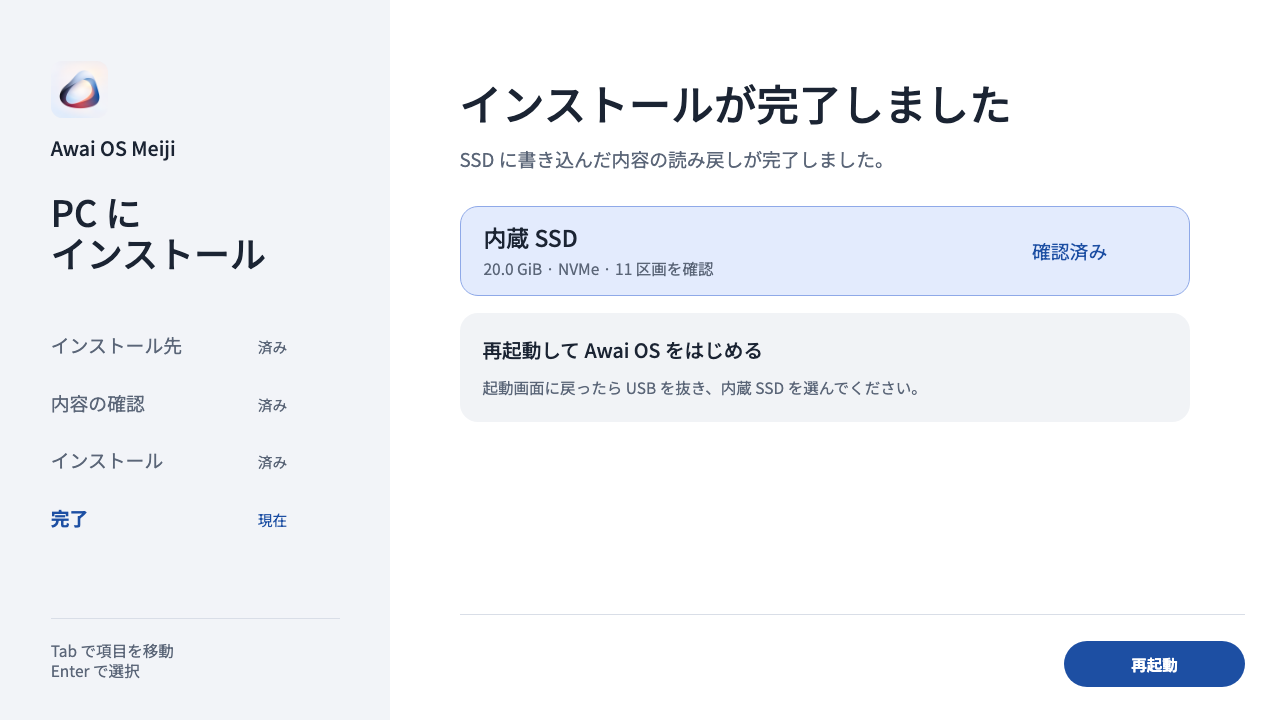 Awai OS Meiji
PC に
インストール
インストール先 済み
内容の確認 済み
インストール 済み
完了 現在
Tab で項目を移動
Enter で選択
インストールが完了しました
SSD に書き込んだ内容の読み戻しが完了しました。
内蔵 SSD
20.0 GiB · NVMe · 11 区画を確認
確認済み
再起動して Awai OS をはじめる
起動画面に戻ったら USB を抜き、内蔵 SSD を選んでください。
再起動